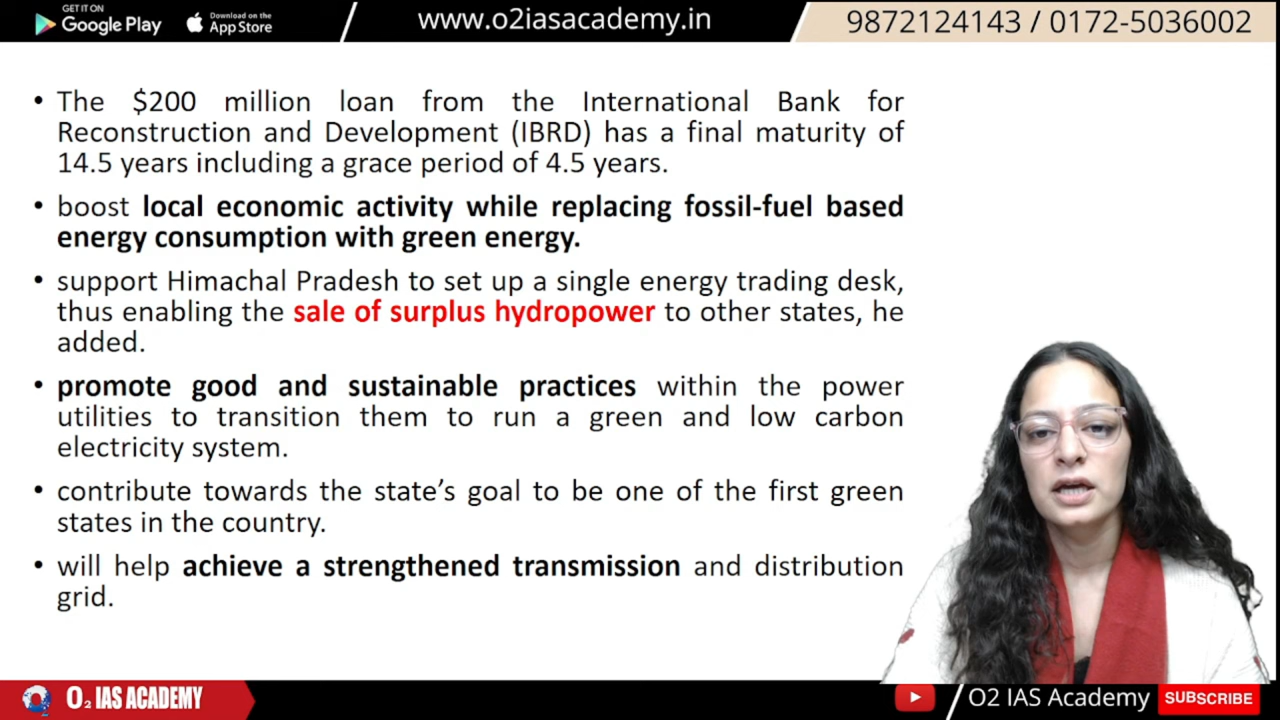 GET IT ON
Google Play
Download on the
App Store
www.o2iasacademy.in
9872124143 / 0172-5036002
• The $200 million loan from the International Bank for
Reconstruction and Development (IBRD) has a final maturity of
14.5 years including a grace period of 4.5 years.
• boost local economic activity while replacing fossil-fuel based
energy consumption with green energy.
• support Himachal Pradesh to set up a single energy trading desk,
thus enabling the sale of surplus hydropower to other states, he
added.
• promote good and sustainable practices within the power
utilities to transition them to run a green and low carbon
electricity system.
• contribute towards the state’s goal to be one of the first green
states in the country.
• will help achieve a strengthened transmission and distribution
grid.
O₂ IAS ACADEMY
O2 IAS Academy
SUBSCRIBE